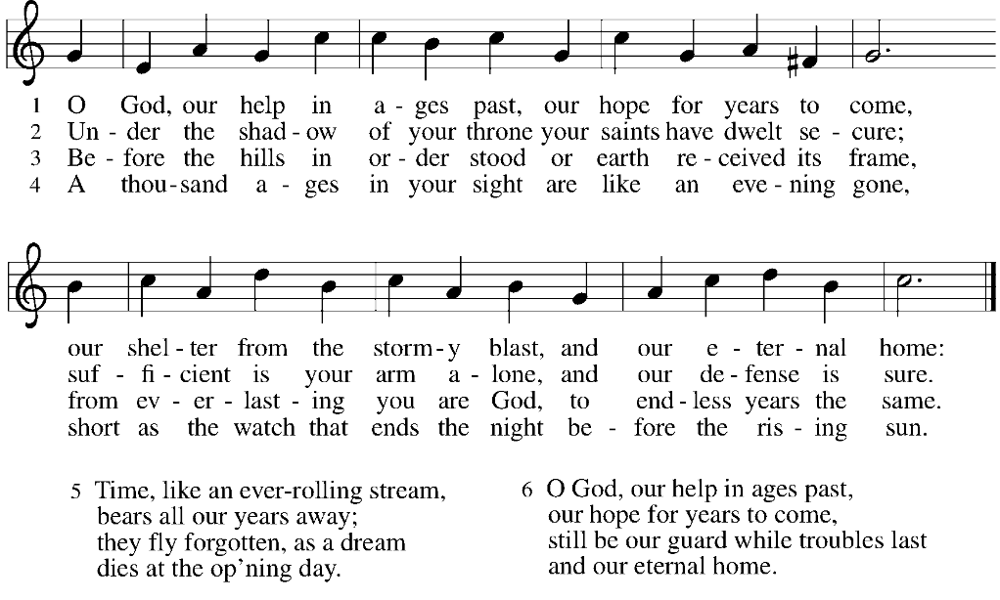 1 O God, our help in a - ges past, our hope for years to come,
2 Un - der the shad - ow of your throne your saints have dwelt se - cure;
3 Be - fore the hills in or - der stood or earth re - ceived its frame,
4 A thou - sand a - ges in your sight are like an eve - ning gone,
our shel - ter from the storm - y blast, and our e - ter - nal home:
suf - fi - cient is your arm a - lone, and our de - fense is sure.
from ev - er - last - ing you are God, to end - less years the same.
short as the watch that ends the night be - fore the ris - ing sun.
5 Time, like an ever-rolling stream,
bears all our years away;
they fly forgotten, as a dream
dies at the op'ning day.
6 O God, our help in ages past,
our hope for years to come,
still be our guard while troubles last
and our eternal home.